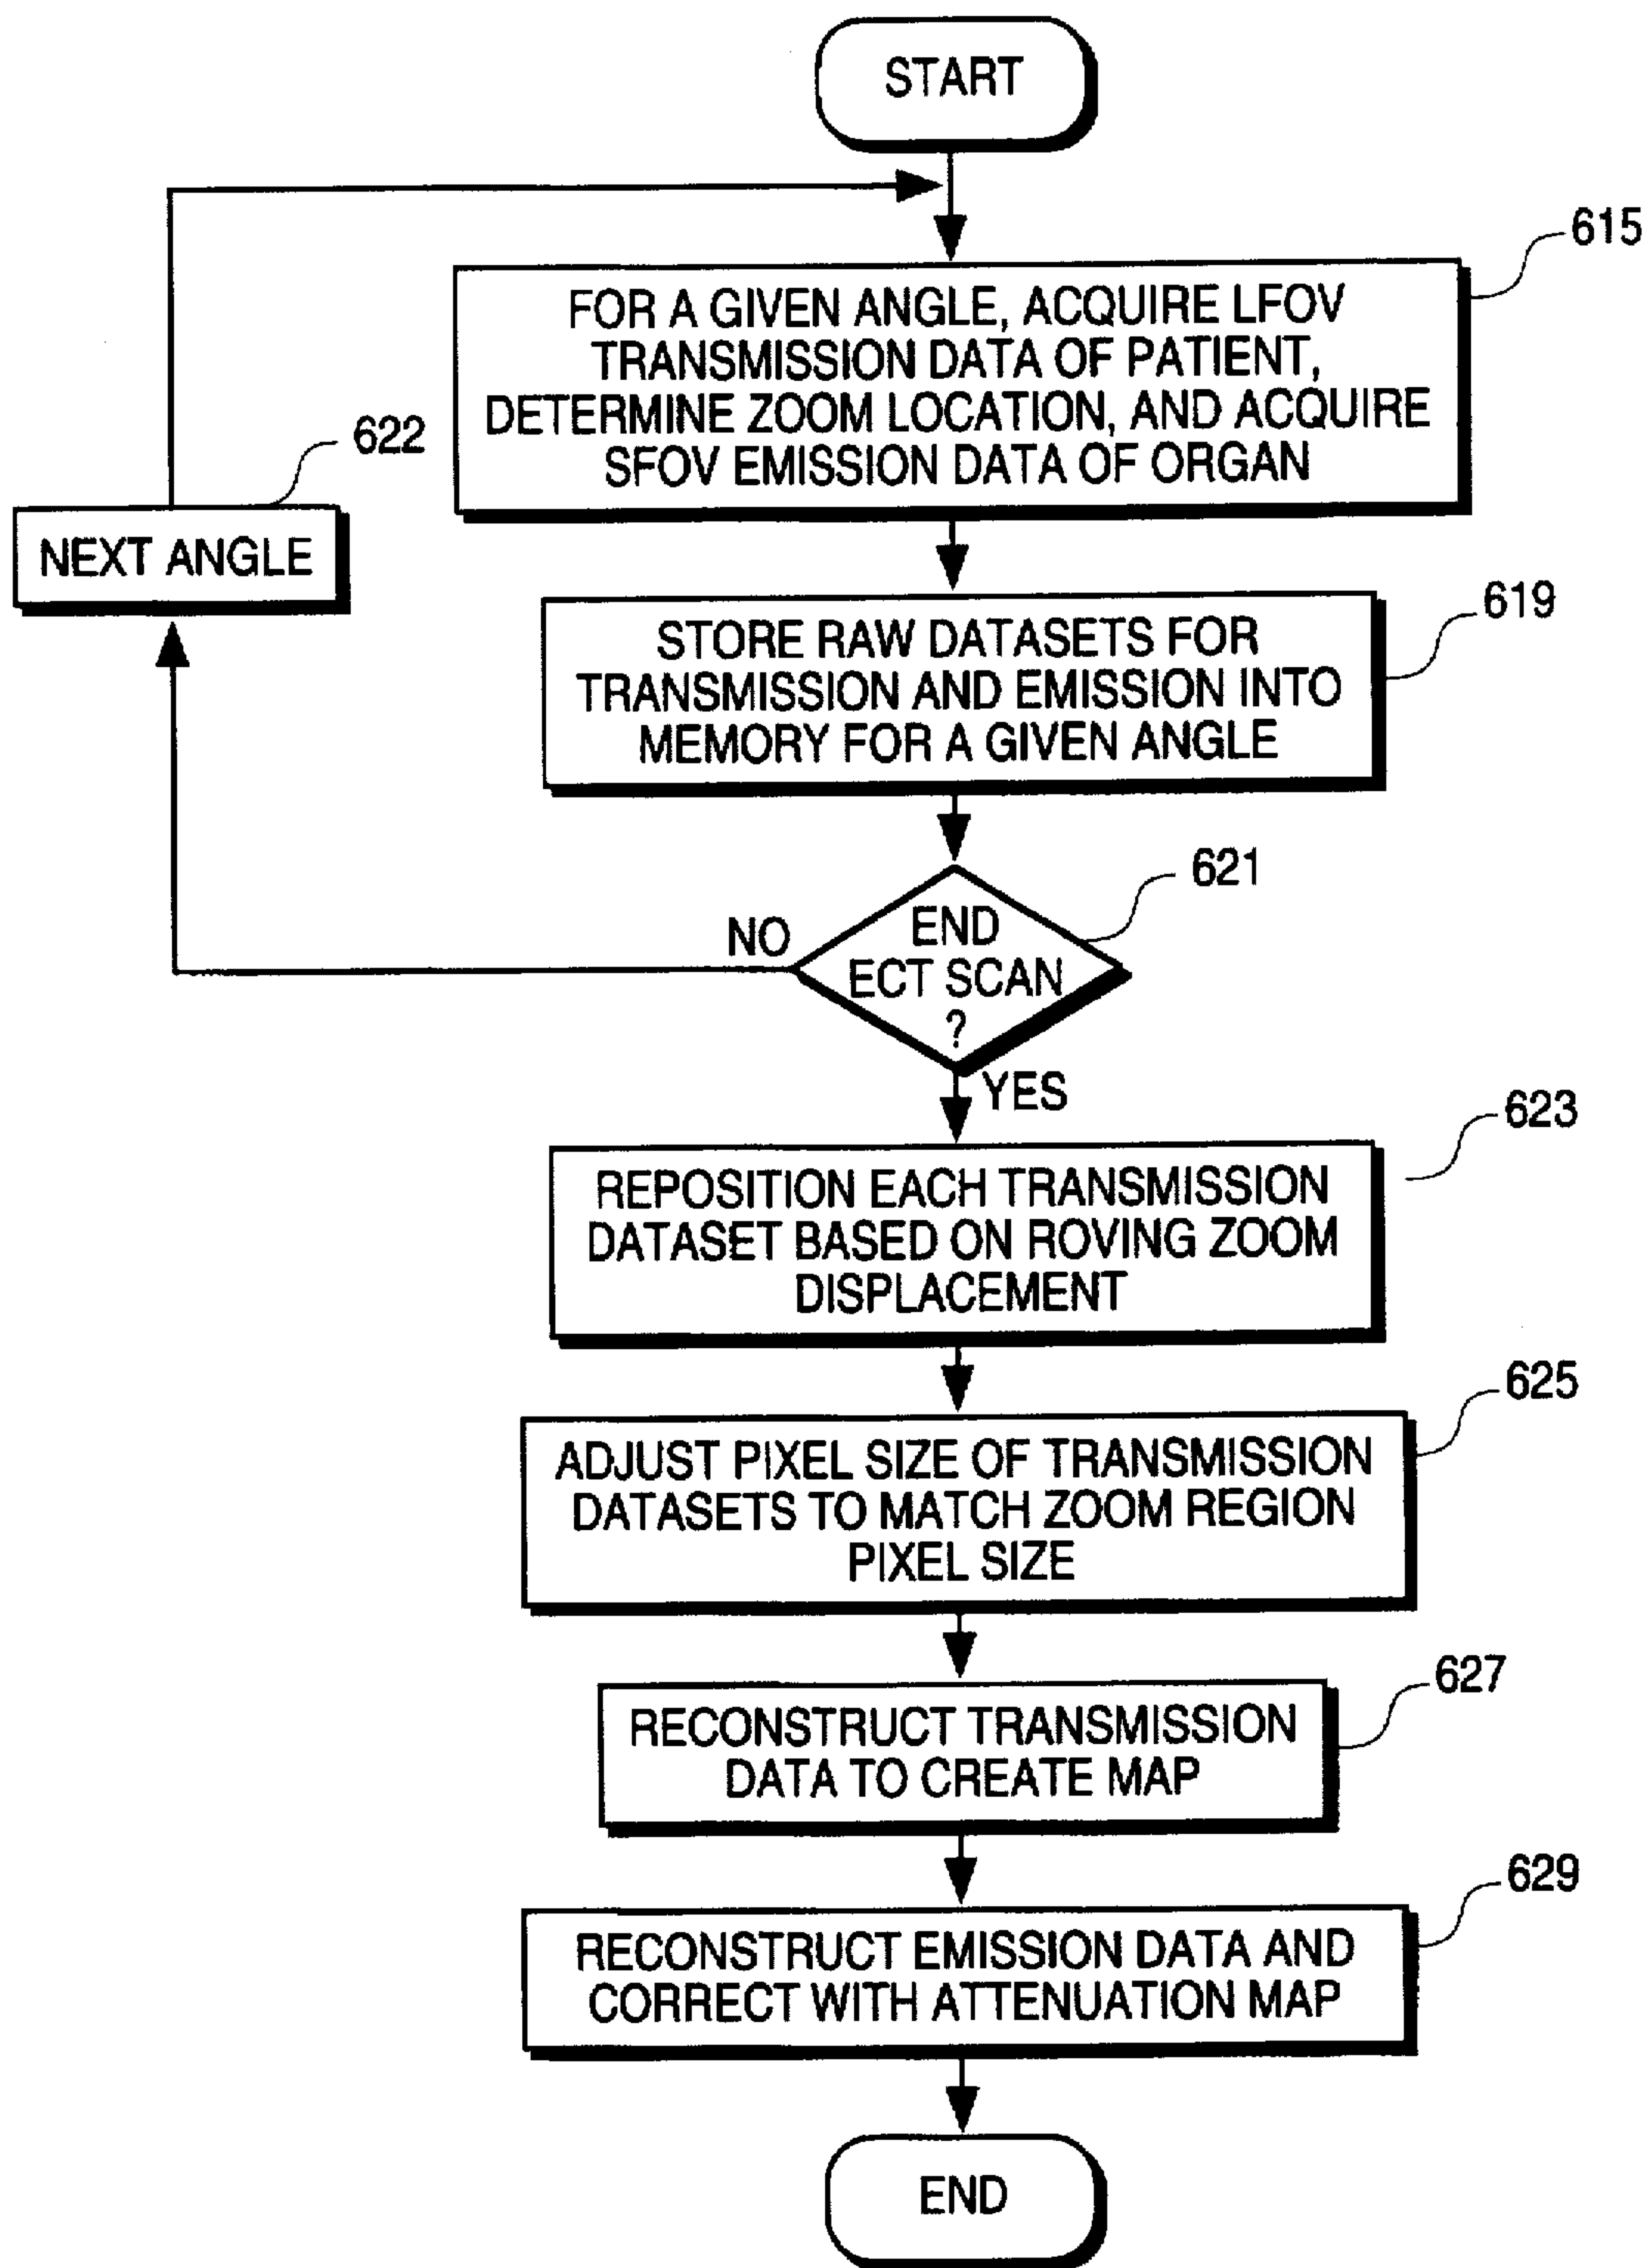 START
615
FOR A GIVEN ANGLE, ACQUIRE LFOV
TRANSMISSION DATA OF PATIENT,
DETERMINE ZOOM LOCATION, AND ACQUIRE
SFOV EMISSION DATA OF ORGAN
622
NEXT ANGLE
619
STORE RAW DATASETS FOR
TRANSMISSION AND EMISSION INTO
MEMORY FOR A GIVEN ANGLE
621
NO
END
ECT SCAN
?
YES
623
REPOSITION EACH TRANSMISSION
DATASET BASED ON ROVING ZOOM
DISPLACEMENT
625
ADJUST PIXEL SIZE OF TRANSMISSION
DATASETS TO MATCH ZOOM REGION
PIXEL SIZE
627
RECONSTRUCT TRANSMISSION
DATA TO CREATE MAP
629
RECONSTRUCT EMISSION DATA AND
CORRECT WITH ATTENUATION MAP
END